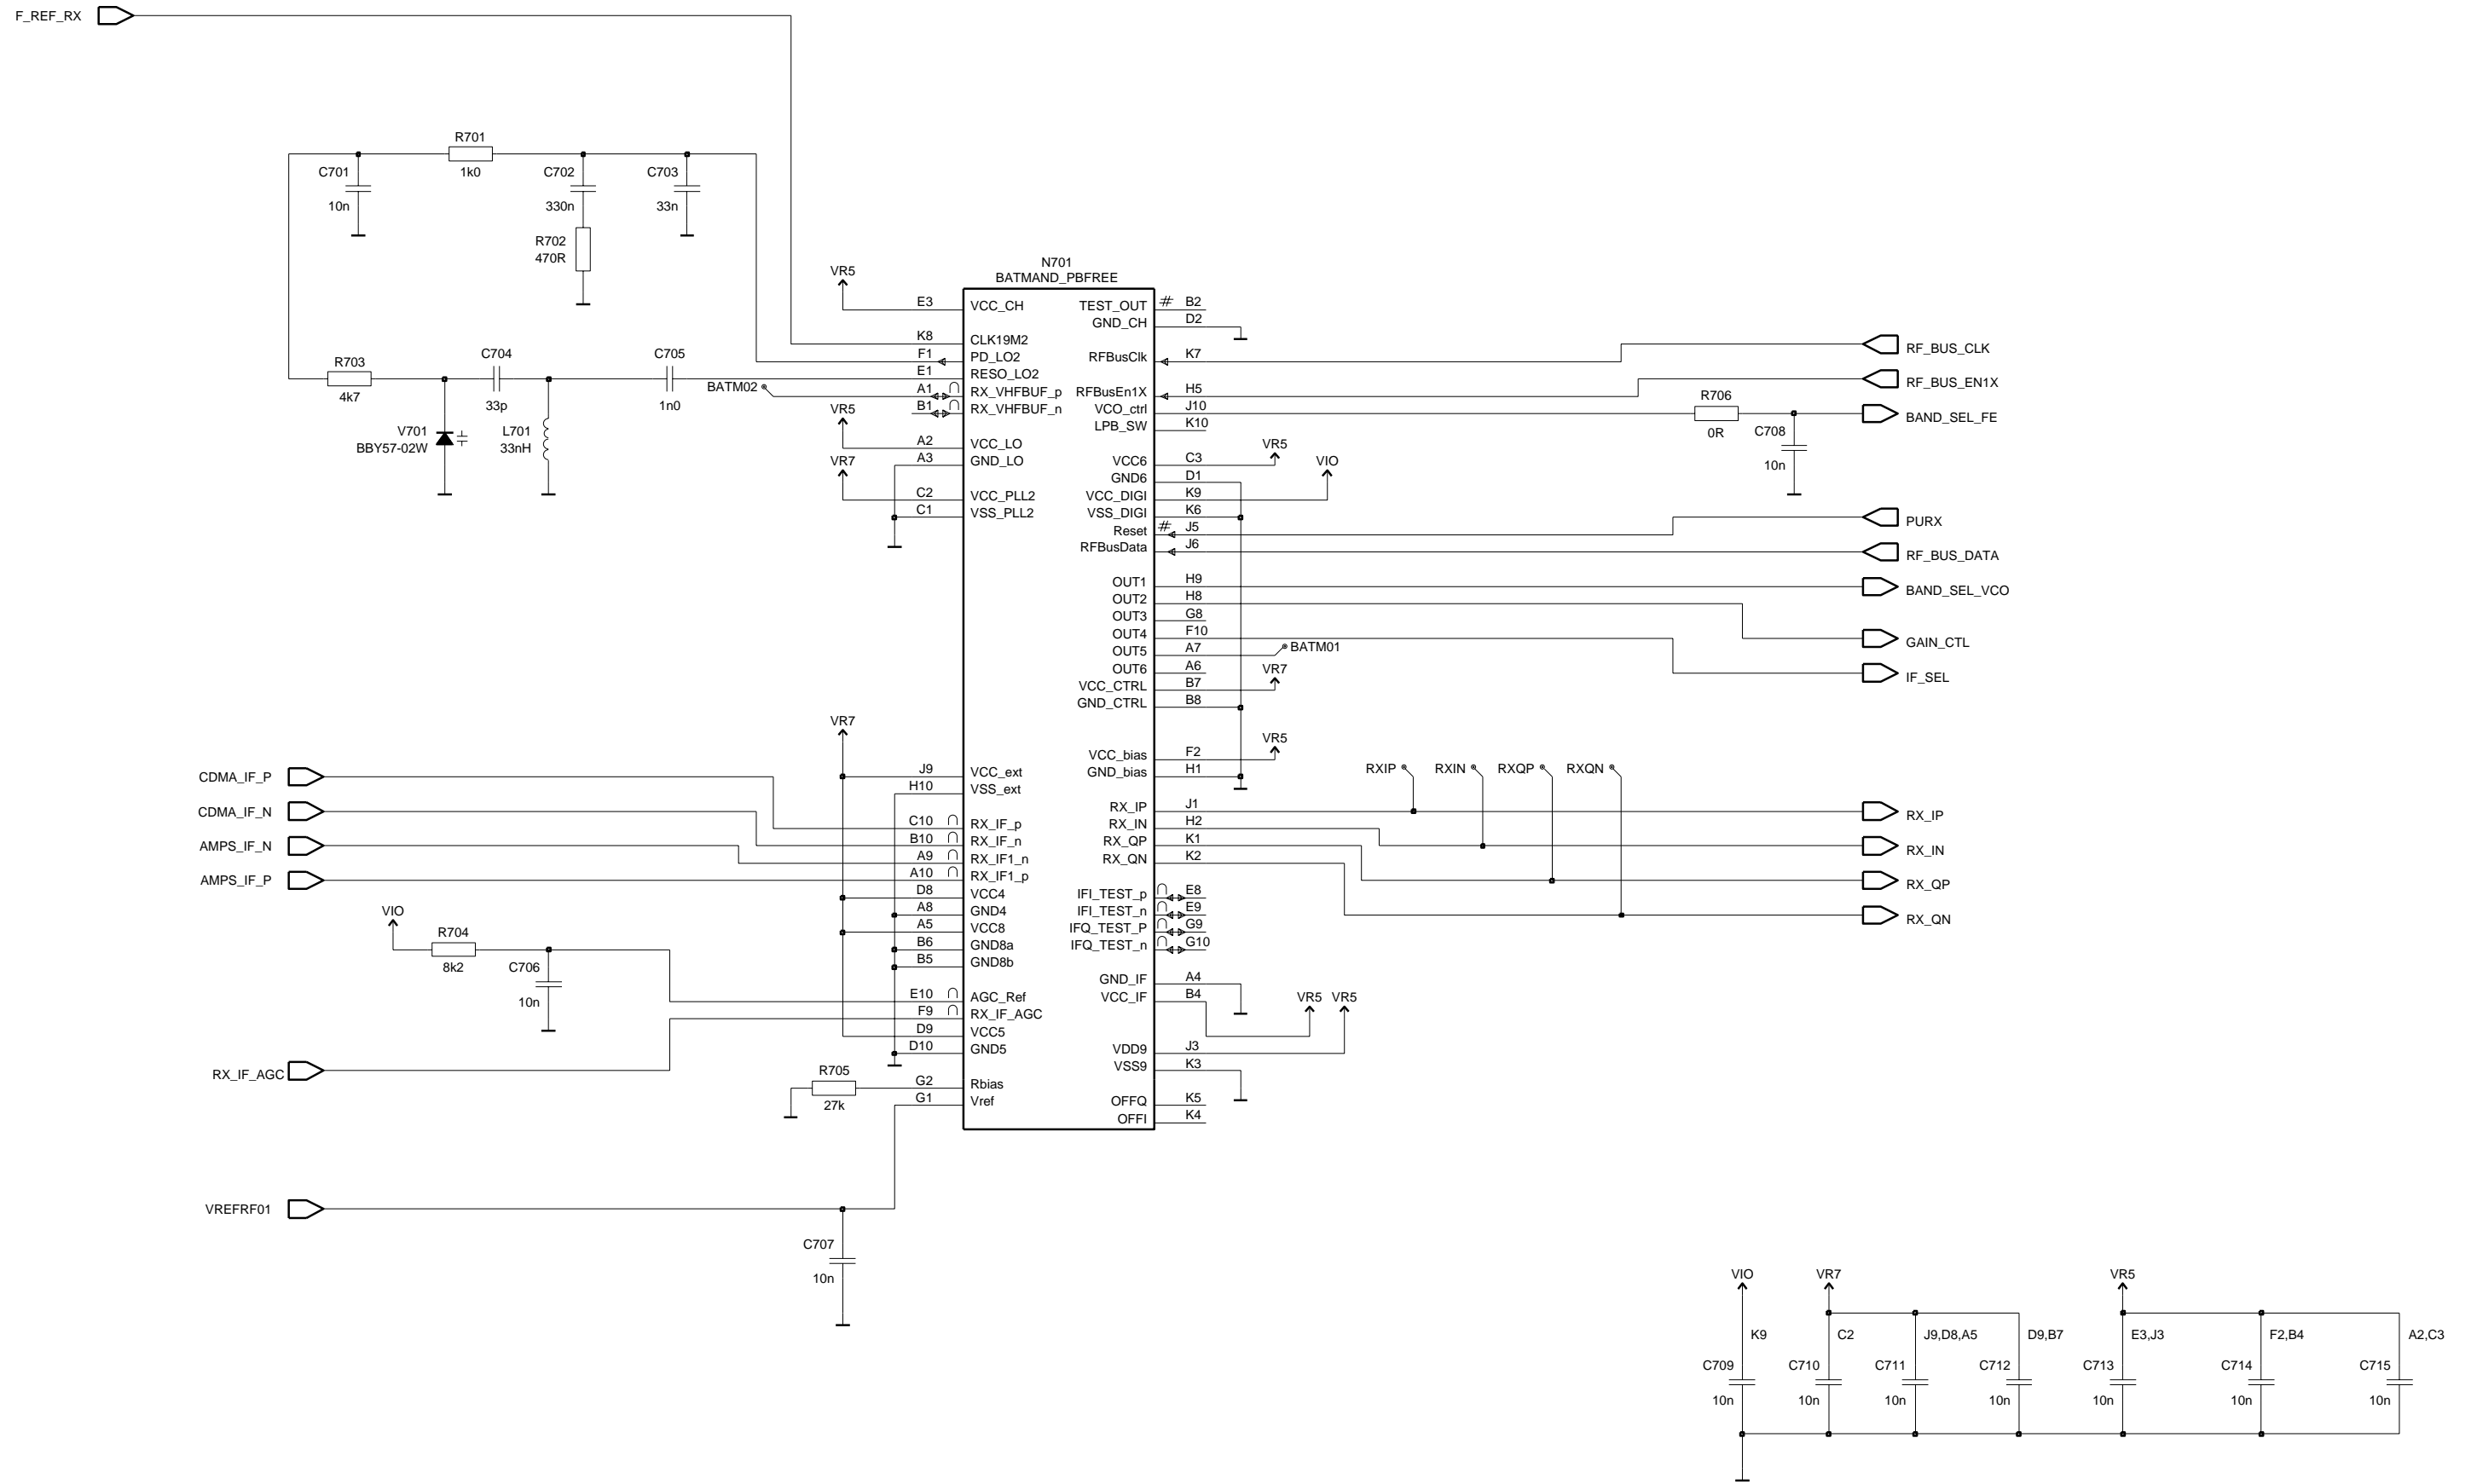 F_REF_RX
R701
1k0
C701
10n
C702
330n
C703
33n
R702
470R
N701
BATMAND_PBFREE
VR5
E3 VCC_CH
K8 CLK19M2
F1 PD_LO2
E1 RESO_LO2
BATM02
A1 RX_VHFBUF_p
B1 RX_VHFBUF_n
VR5
A2 VCC_LO
A3 GND_LO
VR7
C2 VCC_PLL2
C1 VSS_PLL2
R703
4k7
C704
33p
C705
1n0
V701
BBY57-02W
L701
33nH
TEST_OUT # B2
GND_CH D2
RFBusClk K7
RF_BUS_CLK
RFBusEn1X H5
RF_BUS_EN1X
VCO_ctrl J10
R706
0R
C708
10n
BAND_SEL_FE
LPB_SW K10
VCC6 C3
VR5
GND6 D1
VCC_DIGI K9
VIO
VSS_DIGI K6
Reset # J5
PURX
RFBusData J6
RF_BUS_DATA
OUT1 H9
BAND_SEL_VCO
OUT2 H8
GAIN_CTL
OUT3 G8
OUT4 F10
IF_SEL
OUT5 A7
BATM01
OUT6 A6
VCC_CTRL B7
VR7
GND_CTRL B8
VCC_bias F2
VR5
GND_bias H1
VR7
J9 VCC_ext
H10 VSS_ext
CDMA_IF_P
C10 RX_IF_p
CDMA_IF_N
B10 RX_IF_n
AMPS_IF_N
A9 RX_IF1_n
AMPS_IF_P
A10 RX_IF1_p
D8 VCC4
A8 GND4
A5 VCC8
B6 GND8a
B5 GND8b
VIO
R704
8k2
C706
10n
E10 AGC_Ref
F9 RX_IF_AGC
D9 VCC5
D10 GND5
RX_IF_AGC
R705
27k
G2 Rbias
G1 Vref
VREFRF01
C707
10n
RXIP
RXIN
RXQP
RXQN
RX_IP J1
RX_IP
RX_IN H2
RX_IN
RX_QP K1
RX_QP
RX_QN K2
RX_QN
IFI_TEST_p E8
IFI_TEST_n E9
IFQ_TEST_P G9
IFQ_TEST_n G10
GND_IF A4
VCC_IF B4
VR5
VR5
VDD9 J3
VSS9 K3
OFFQ K5
OFFI K4
VIO
VR7
VR5
K9
C2
J9,D8,A5
D9,B7
E3,J3
F2,B4
A2,C3
C709
C710
C711
C712
C713
C714
C715
10n
10n
10n
10n
10n
10n
10n